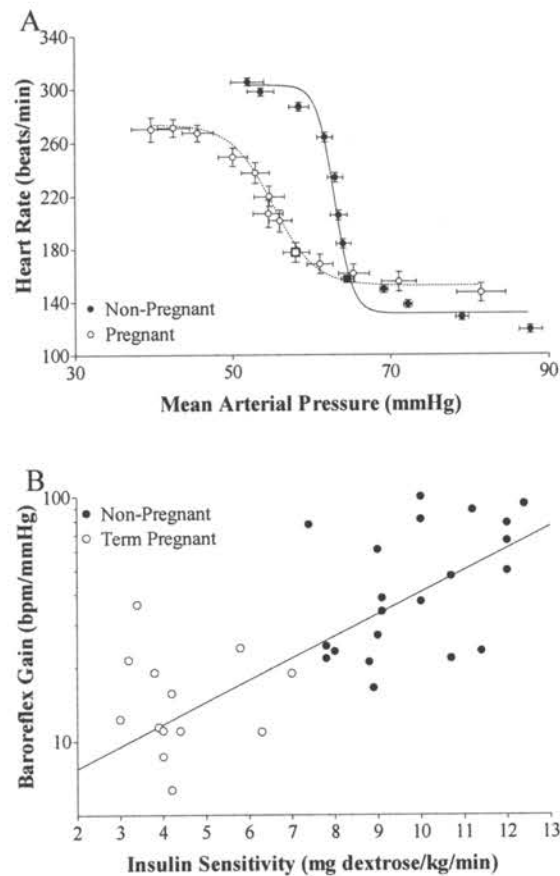 A
340
300
260
220
180
140
100
Heart Rate (beats/min)
Non-Pregnant
Pregnant
30 50 70 90
Mean Arterial Pressure (mmHg)
B
100
10
Baroreflex Gain (bpm/mmHg)
Non-Pregnant
Term Pregnant
2 3 4 5 6 7 8 9 10 11 12 13
Insulin Sensitivity (mg dextrose/kg/min)